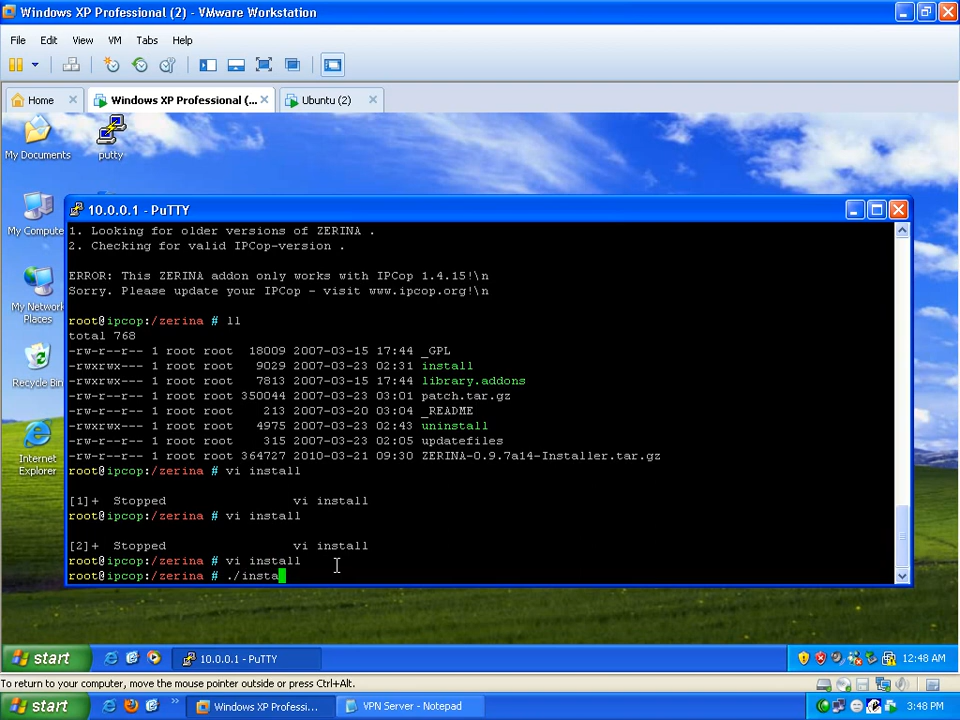 Windows XP Professional (2) - VMware Workstation
File Edit View VM Tabs Help
Home Windows XP Professional (... Ubuntu (2)
My Documents
putty
My Compute
My Network Places
Recycle Bin
Internet Explorer
10.0.0.1 - PuTTY
1. Looking for older versions of ZERINA .
2. Checking for valid IPCop-version .
ERROR: This ZERINA addon only works with IPCop 1.4.15!\n
Sorry. Please update your IPCop - visit www.ipcop.org!\n
root@ipcop:/zerina # ll
total 768
-rw-r--r-- 1 root root 18009 2007-03-15 17:44 _GPL
-rwxrwx--- 1 root root 9029 2007-03-23 02:31 install
-rwxrwx--- 1 root root 7813 2007-03-15 17:44 library.addons
-rw-r--r-- 1 root root 350044 2007-03-23 03:01 patch.tar.gz
-rw-r--r-- 1 root root 213 2007-03-20 03:04 _README
-rwxrwx--- 1 root root 4975 2007-03-23 02:43 uninstall
-rw-r--r-- 1 root root 315 2007-03-23 02:05 updatefiles
-rw-r--r-- 1 root root 364727 2010-03-21 09:30 ZERINA-0.9.7a14-Installer.tar.gz
root@ipcop:/zerina # vi install
[1]+ Stopped vi install
root@ipcop:/zerina # vi install
[2]+ Stopped vi install
root@ipcop:/zerina # vi install
root@ipcop:/zerina # ./insta
start 10.0.0.1 - PuTTY 12:48 AM
To return to your computer, move the mouse pointer outside or press Ctrl+Alt.
start Windows XP Professi... VPN Server - Notepad 3:48 PM